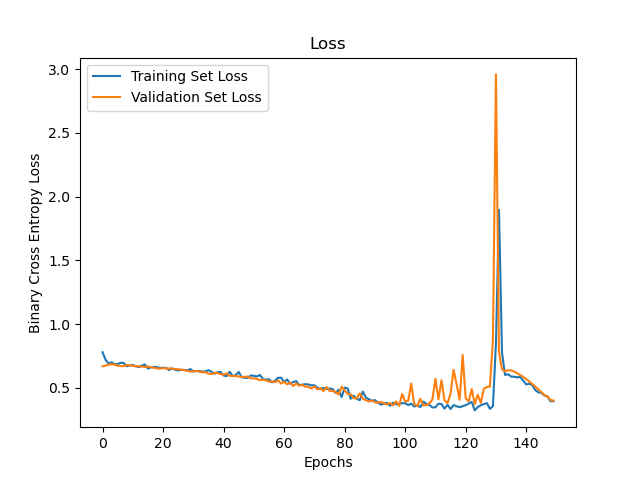 Loss
Training Set Loss
Validation Set Loss
3.0
2.5
2.0
1.5
1.0
0.5
Binary Cross Entropy Loss
0 20 40 60 80 100 120 140
Epochs